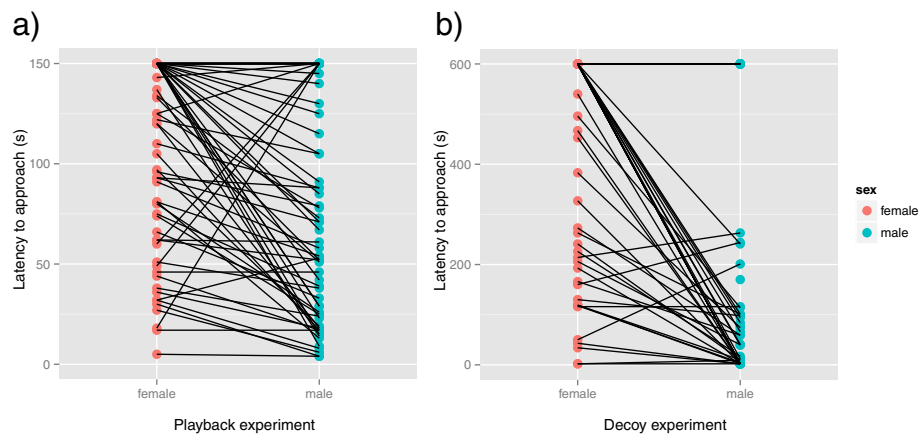 a)
Latency to approach (s)
150
100
50
0
female
male
Playback experiment
b)
Latency to approach (s)
600
400
200
0
female
male
Decoy experiment
sex
female
male